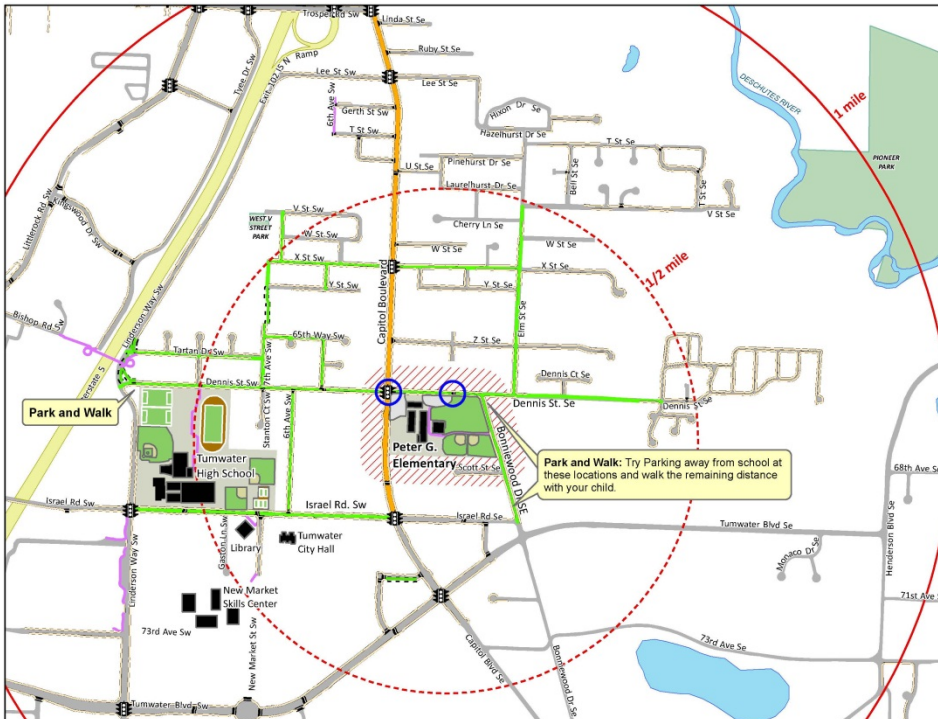 Trosper Rd Sw
Linda St Se
Ruby St Se
Exit 102 I5 N Ramp
Tyee Dr Sw
Lee St Sw
Lee St Se
6th Ave Sw
Gerth St Sw
T St Sw
Hixon Dr Se
Hazelhurst Dr Se
DESCHUTES RIVER
1 mile
PIONEER
PARK
U St Se
Pinehurst Dr Se
Laurelhurst Dr Se
T St Se
Bell St Se
T St Se
V St Se
Littlerock Rd Sw
Kingswood Dr Sw
WEST V
STREET
PARK
V St Sw
W St Sw
Cherry Ln Se
W St Se
W St Se
X St Sw
X St Se
Y St Sw
Y St Se
1/2 mile
Capitol Boulevard
Elm St Se
Linderson Way Sw
Bishop Rd Sw
65th Way Sw
Z St Se
Tartan Dr Sw
7th Ave Sw
Interstate 5
Dennis St Sw
Dennis Ct Se
Dennis St. Se
Dennis St Se
Park and Walk
Stanton Ct Sw
6th Ave Sw
Peter G.
Elementary
Bonniewood Dr SE
Scott St Se
Tumwater
High School
Park and Walk: Try Parking away from school at
these locations and walk the remaining distance
with your child.
68th Ave Se
Israel Rd Sw
Israel Rd. Sw
Israel Rd Se
Tumwater Blvd Se
Henderson Blvd Se
Library
Tumwater
City Hall
Gaston Ln Sw
Monaco Dr Se
Linderson Way Sw
New Market
Skills Center
71st Ave Se
73rd Ave Sw
73rd Ave Se
New Market St Sw
Capitol Blvd Se
Bonniewood Dr Se
Tumwater Blvd Sw